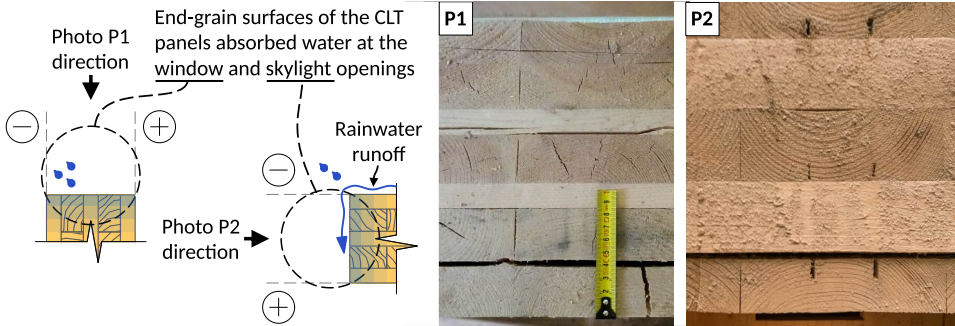 End-grain surfaces of the CLT
panels absorbed water at the
window and skylight openings
Photo P1
direction
−
+
Rainwater
runoff
−
Photo P2
direction
+
P1
P2